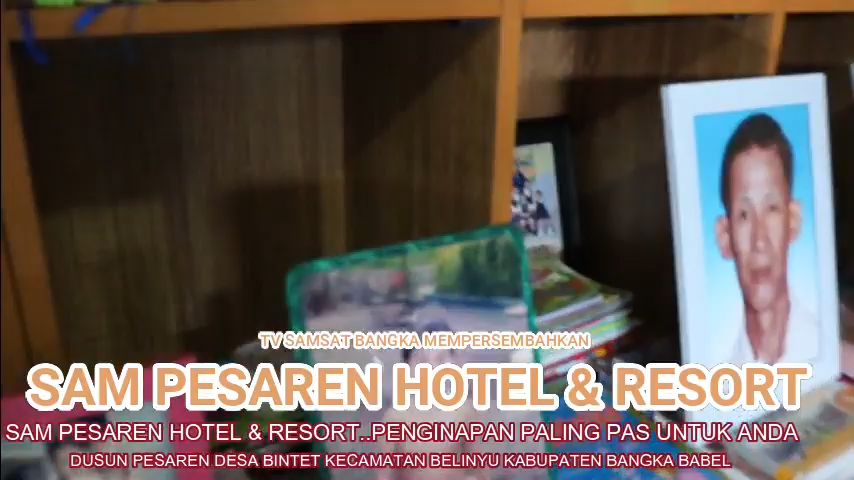 TV SAMSAT BANGKA MEMPERSEMBAHKAN
SAM PESAREN HOTEL & RESORT
SAM PESAREN HOTEL & RESORT..PENGINAPAN PALING PAS UNTUK ANDA
DUSUN PESAREN DESA BINTET KECAMATAN BELINYU KABUPATEN BANGKA BABEL